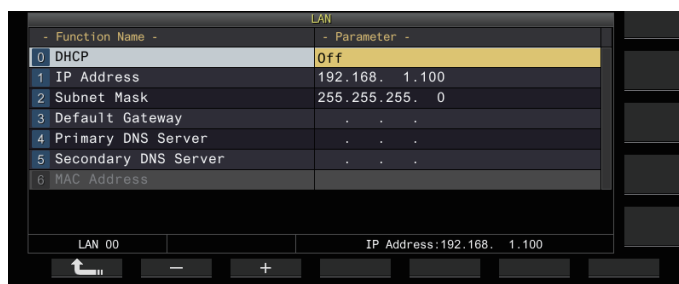 LAN
- Function Name - - Parameter -
0 DHCP Off
1 IP Address 192.168. 1.100
2 Subnet Mask 255.255.255. 0
3 Default Gateway . . .
4 Primary DNS Server . . .
5 Secondary DNS Server . . .
6 MAC Address
LAN 00 IP Address:192.168. 1.100
− +